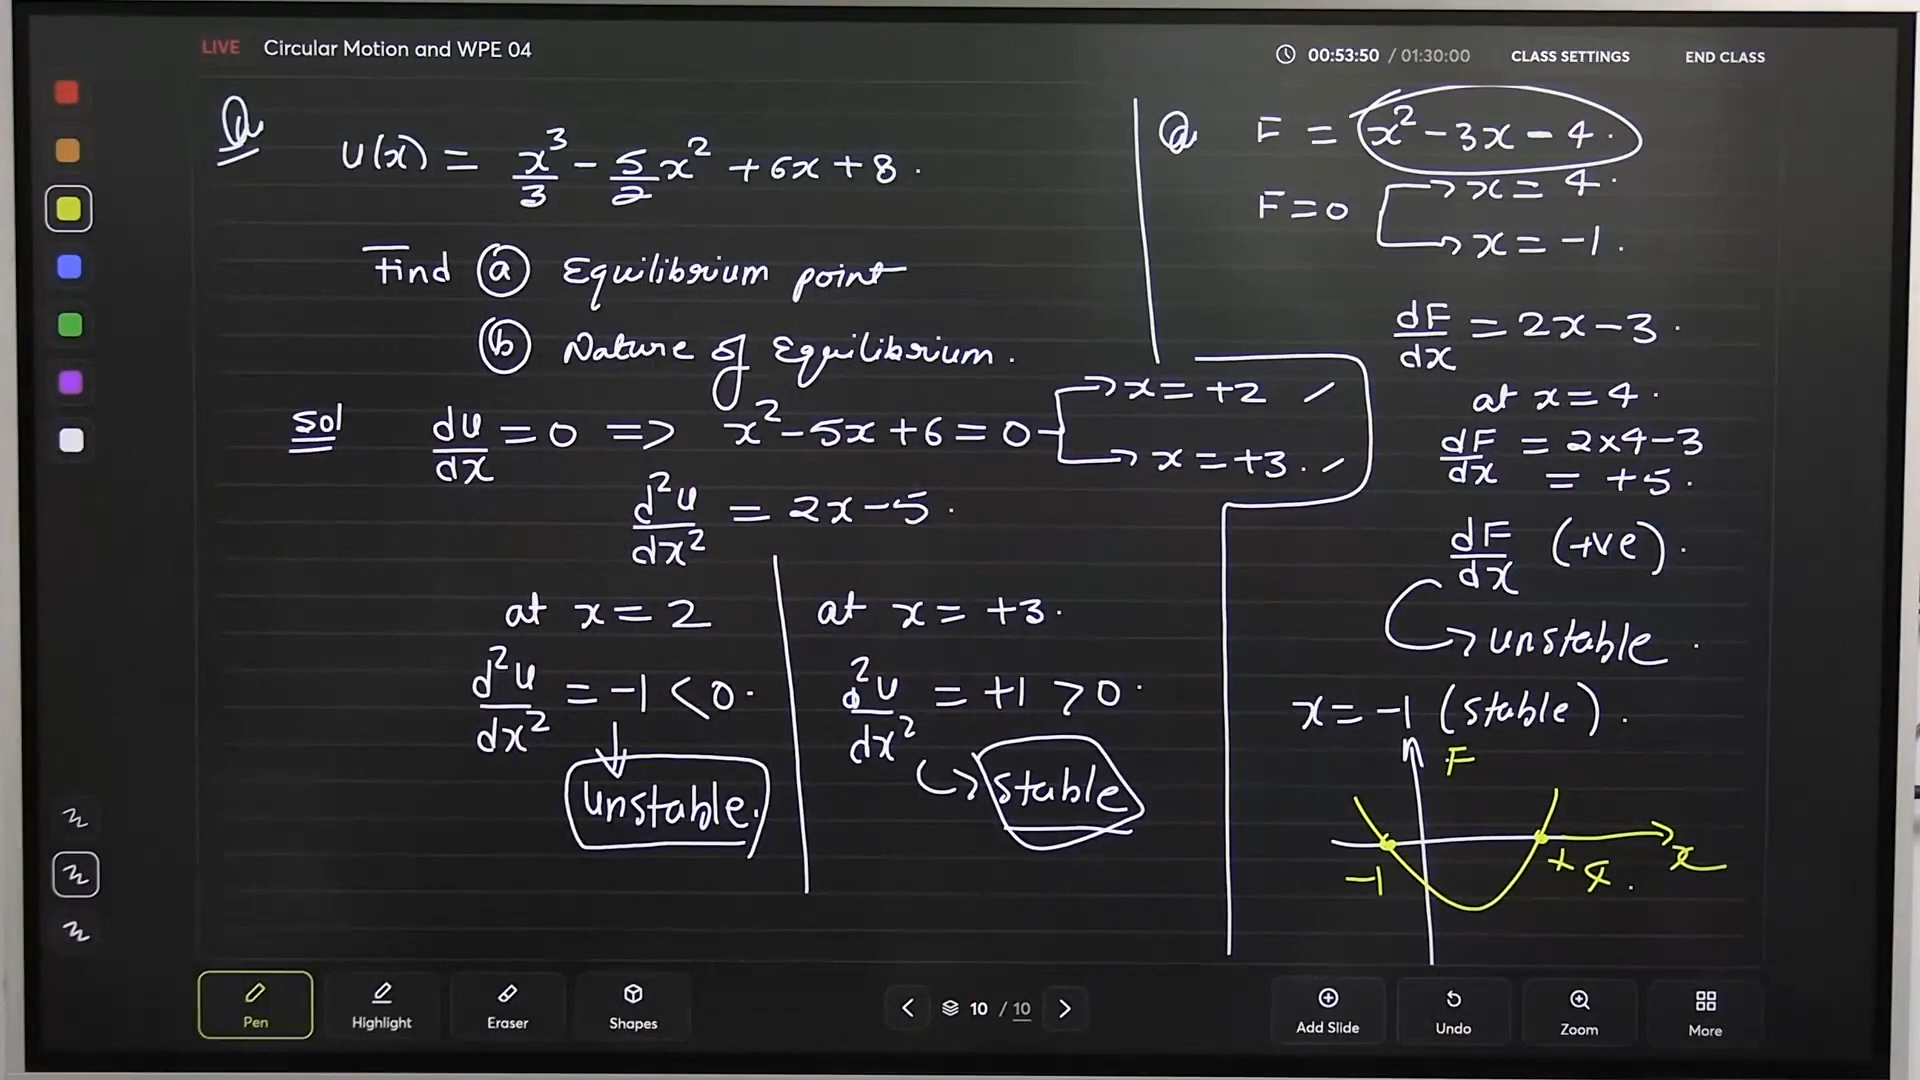 LIVE Circular Motion and WPE 04
00:53:50 / 01:30:00 CLASS SETTINGS END CLASS
Q U(x) = x³/3 - 5/2 x² + 6x + 8 .
Find (a) Equilibrium point
(b) Nature of Equilibrium .
Sol dU/dx = 0 => x² - 5x + 6 = 0
x = +2
x = +3 .
d²U/dx² = 2x - 5 .
at x = 2
d²U/dx² = -1 < 0 .
unstable.
at x = +3 .
d²U/dx² = +1 > 0 .
stable
Q F = x² - 3x - 4 .
F = 0
x = 4 .
x = -1 .
dF/dx = 2x - 3 .
at x = 4 .
dF/dx = 2x4 - 3
= +5 .
dF/dx (+ve) .
unstable .
x = -1 (stable) .
F
-1 +4 . x
Pen Highlight Eraser Shapes
10 / 10
Add Slide Undo Zoom More